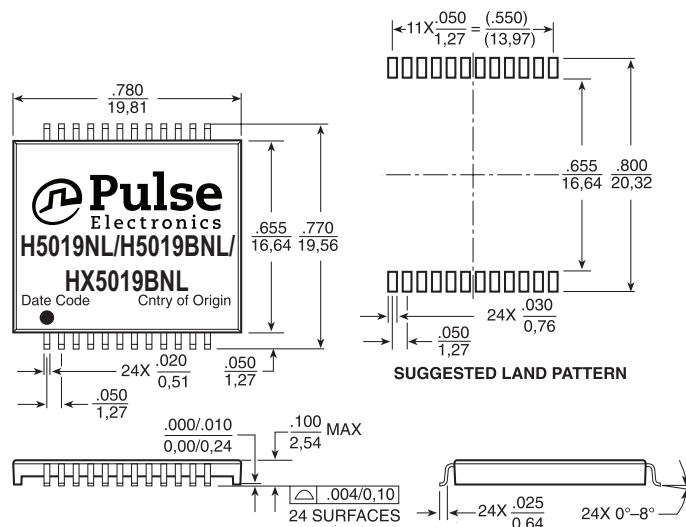 11X .050 / 1,27 = (.550) / (13,97)
.780
19,81
Pulse
Electronics
H5019NL/H5019BNL/
HX5019BNL
Date Code Cntry of Origin
.655
16,64
.770
19,56
.655
16,64
.800
20,32
24X .020
0,51
.050
1,27
.050
1,27
24X .030
0,76
.050
1,27
SUGGESTED LAND PATTERN
.000/.010
0,00/0,24
.100 MAX
2,54
.004/0,10
24 SURFACES
24X .025
0,64
24X 0°–8°